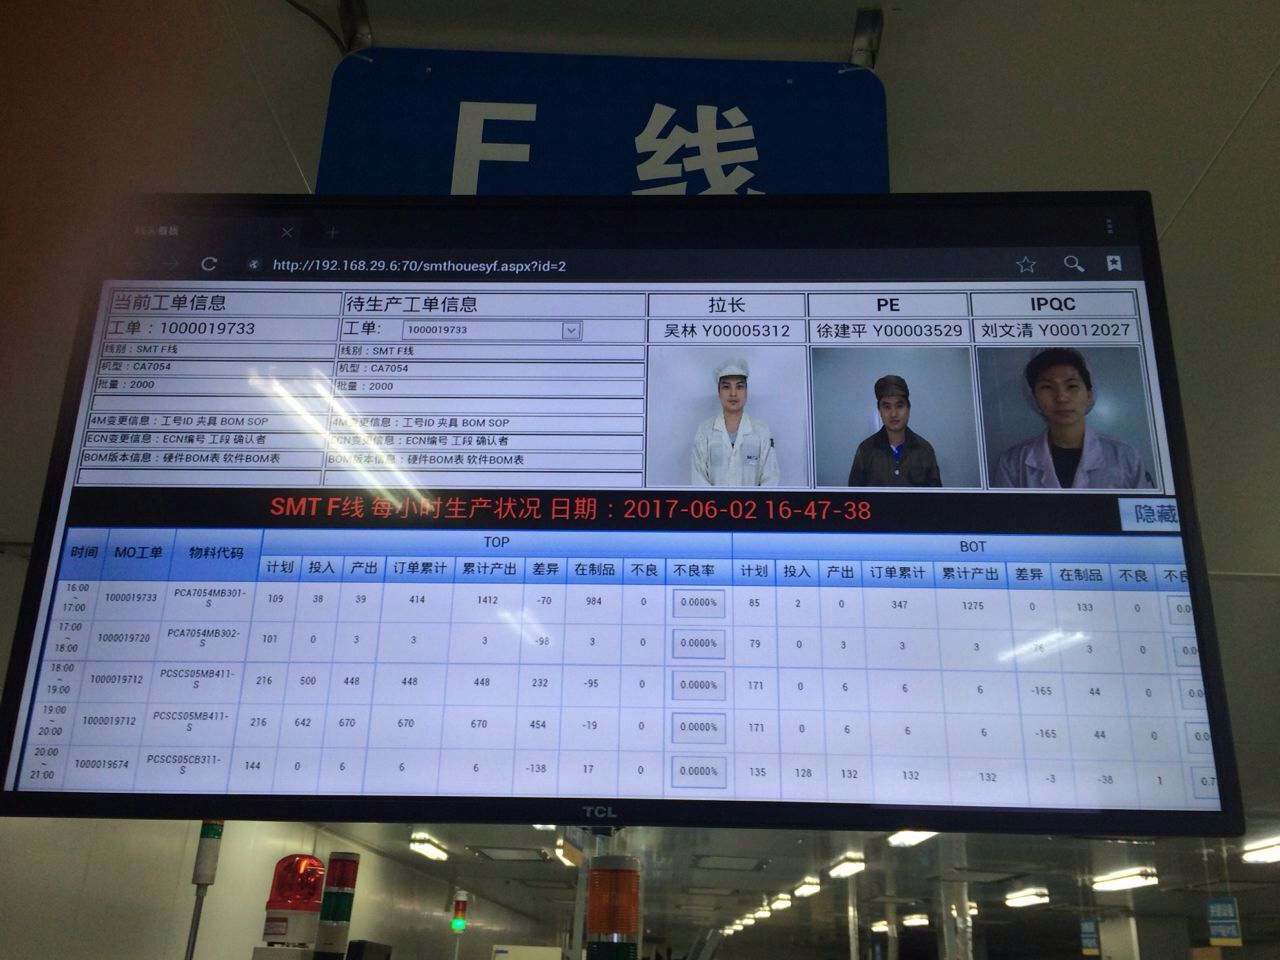 F 线
线头看板
http://192.168.29.6:70/smthouesyf.aspx?id=2
当前工单信息 待生产工单信息 拉长 PE IPQC
工单：1000019733 工单: 1000019733 吴林 Y00005312 徐建平 Y00003529 刘文清 Y00012027
线别：SMT F线 线别：SMT F线
机型：CA7054 机型：CA7054
批量：2000 批量：2000
4M变更信息：工号ID 夹具 BOM SOP 4M变更信息：工号ID 夹具 BOM SOP
ECN变更信息：ECN编号 工段 确认者 ECN变更信息：ECN编号 工段 确认者
BOM版本信息：硬件BOM表 软件BOM表 BOM版本信息：硬件BOM表 软件BOM表
SMT F线 每小时生产状况 日期：2017-06-02 16-47-38 隐藏
时间 MO工单 物料代码 TOP BOT
计划 投入 产出 订单累计 累计产出 差异 在制品 不良 不良率 计划 投入 产出 订单累计 累计产出 差异 在制品 不良 不良
16:00 ~ 17:00 1000019733 PCA7054MB301-S 109 38 39 414 1412 -70 984 0 0.0000% 85 2 0 347 1275 0 133 0 0.0
17:00 ~ 18:00 1000019720 PCA7054MB302-S 101 0 3 3 3 -98 3 0 0.0000% 79 0 3 3 3 -76 3 0 0.0
18:00 ~ 19:00 1000019712 PCSCS05MB411-S 216 500 448 448 448 232 -95 0 0.0000% 171 0 6 6 6 -165 44 0 0.0
19:00 ~ 20:00 1000019712 PCSCS05MB411-S 216 642 670 670 670 454 -19 0 0.0000% 171 0 6 6 6 -165 44 0 0.0
20:00 ~ 21:00 1000019674 PCSCS05CB311-S 144 0 6 6 6 -138 17 0 0.0000% 135 128 132 132 132 -3 -38 1 0.7
TCL